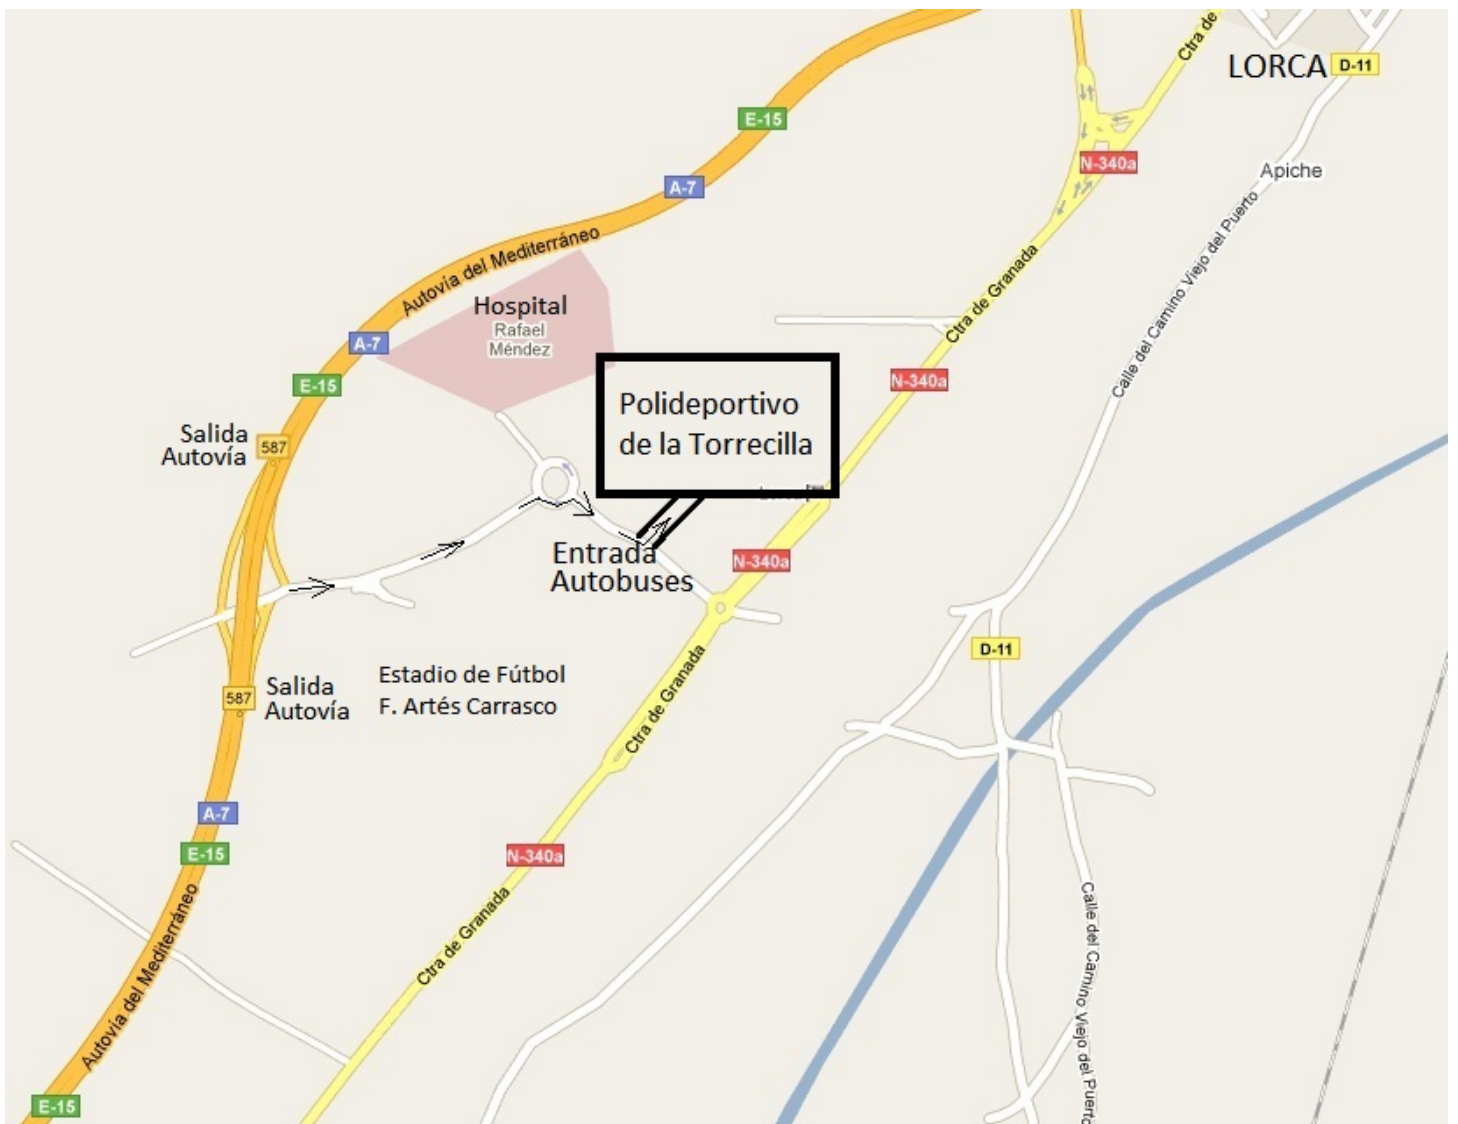 Ctra de
LORCA
D-11
E-15
N-340a
Apiche
A-7
Autovía del Mediterráneo
Calle del Camino Viejo del Puerto
Ctra de Granada
Hospital
Rafael
Méndez
A-7
E-15
N-340a
Polideportivo
de la Torrecilla
Salida
Autovía
587
Entrada
Autobuses
N-340a
D-11
Estadio de Fútbol
F. Artés Carrasco
587
Salida
Autovía
Ctra de Granada
A-7
E-15
N-340a
Autovía del Mediterráneo
Ctra de Granada
Calle del Camino Viejo del Puerto
E-15